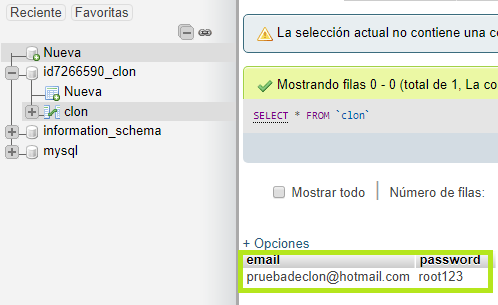 Reciente Favoritas
Nueva
id7266590_clon
Nueva
clon
information_schema
mysql
La selección actual no contiene una c
Mostrando filas 0 - 0 (total de 1, La co
SELECT * FROM `clon`
Mostrar todo | Número de filas:
+ Opciones
email password
pruebadeclon@hotmail.com root123